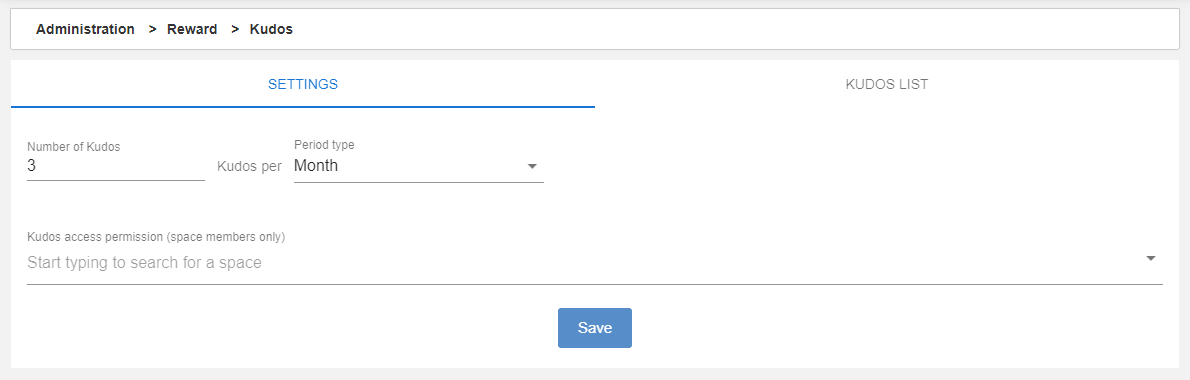 Administration > Reward > Kudos
SETTINGS KUDOS LIST
Number of Kudos
3
Kudos per
Period type
Month
Kudos access permission (space members only)
Start typing to search for a space
Save